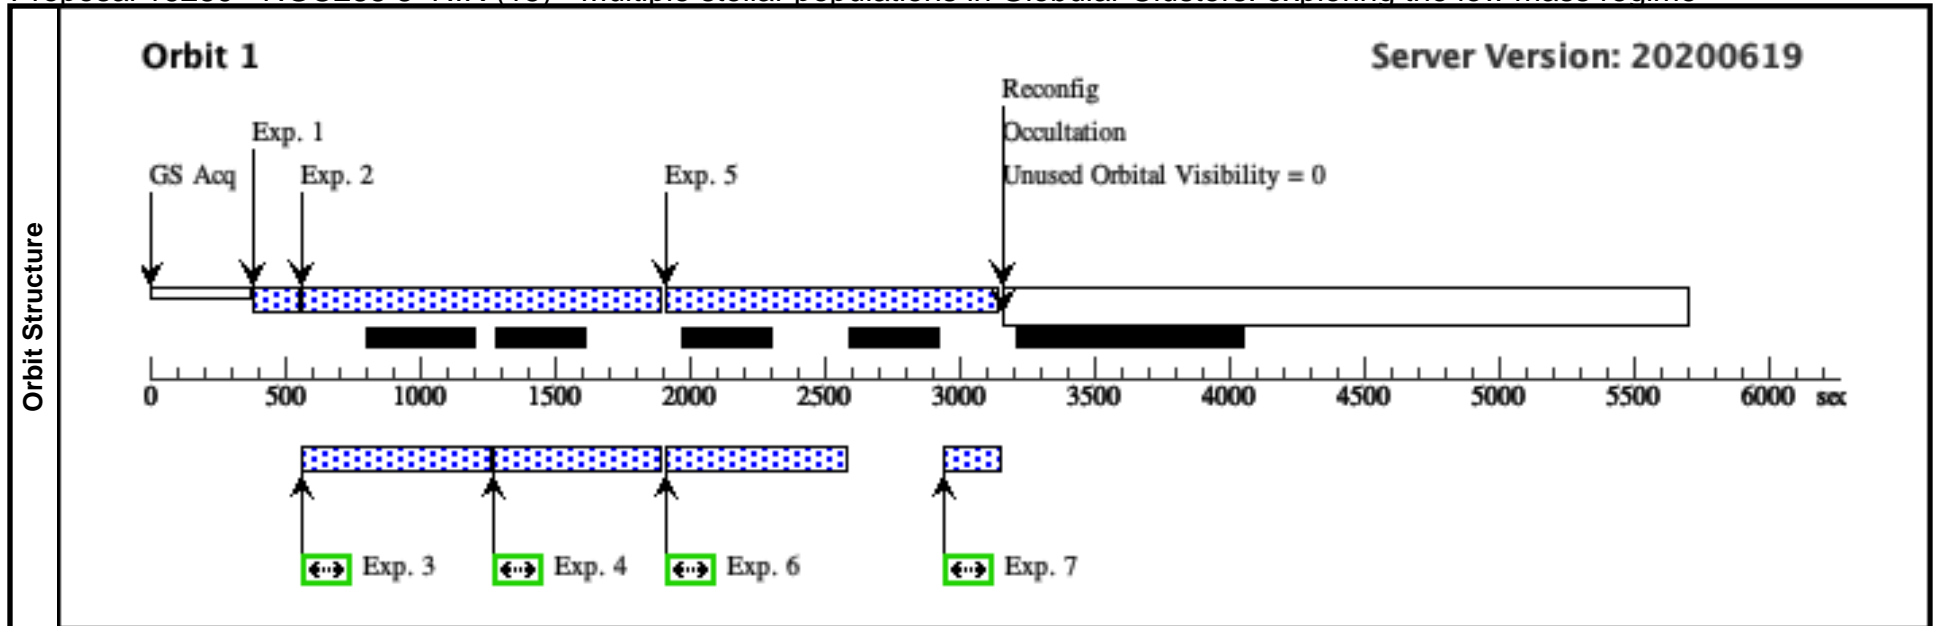 Orbit 1
Server Version: 20200619
Reconfig
Exp. 1
Occultation
GS Acq
Exp. 2
Exp. 5
Unused Orbital Visibility = 0
Orbit Structure
0 500 1000 1500 2000 2500 3000 3500 4000 4500 5000 5500 6000 sec
Exp. 3
Exp. 4
Exp. 6
Exp. 7